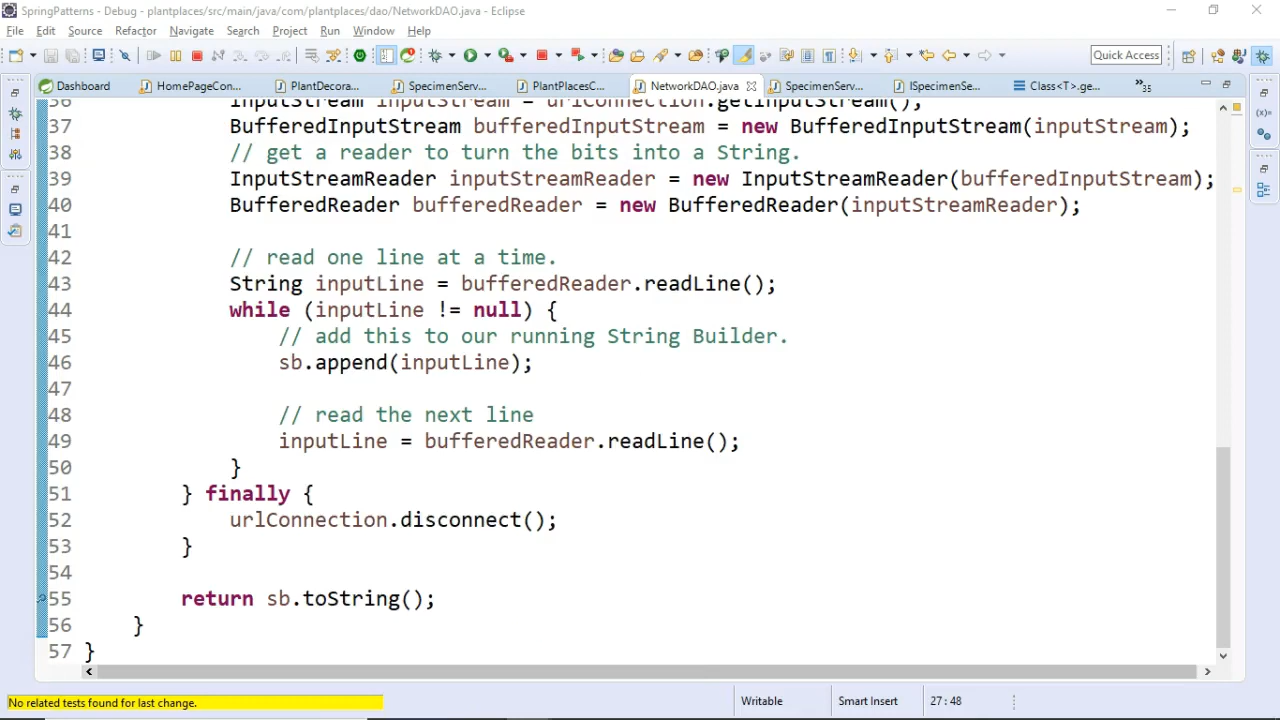 SpringPatterns - Debug - plantplaces/src/main/java/com/plantplaces/dao/NetworkDAO.java - Eclipse
File Edit Source Refactor Navigate Search Project Run Window Help
Quick Access
Dashboard HomePageCon... PlantDecora... SpecimenServ... PlantPlacesC... NetworkDAO.java SpecimenServ... ISpecimenSe... Class<T>.ge... »35
36 InputStream inputStream = urlConnection.getInputStream();
37 BufferedInputStream bufferedInputStream = new BufferedInputStream(inputStream);
38 // get a reader to turn the bits into a String.
39 InputStreamReader inputStreamReader = new InputStreamReader(bufferedInputStream);
40 BufferedReader bufferedReader = new BufferedReader(inputStreamReader);
41
42 // read one line at a time.
43 String inputLine = bufferedReader.readLine();
44 while (inputLine != null) {
45 // add this to our running String Builder.
46 sb.append(inputLine);
47
48 // read the next line
49 inputLine = bufferedReader.readLine();
50 }
51 } finally {
52 urlConnection.disconnect();
53 }
54
55 return sb.toString();
56 }
57 }
No related tests found for last change.
Writable Smart Insert 27 : 48